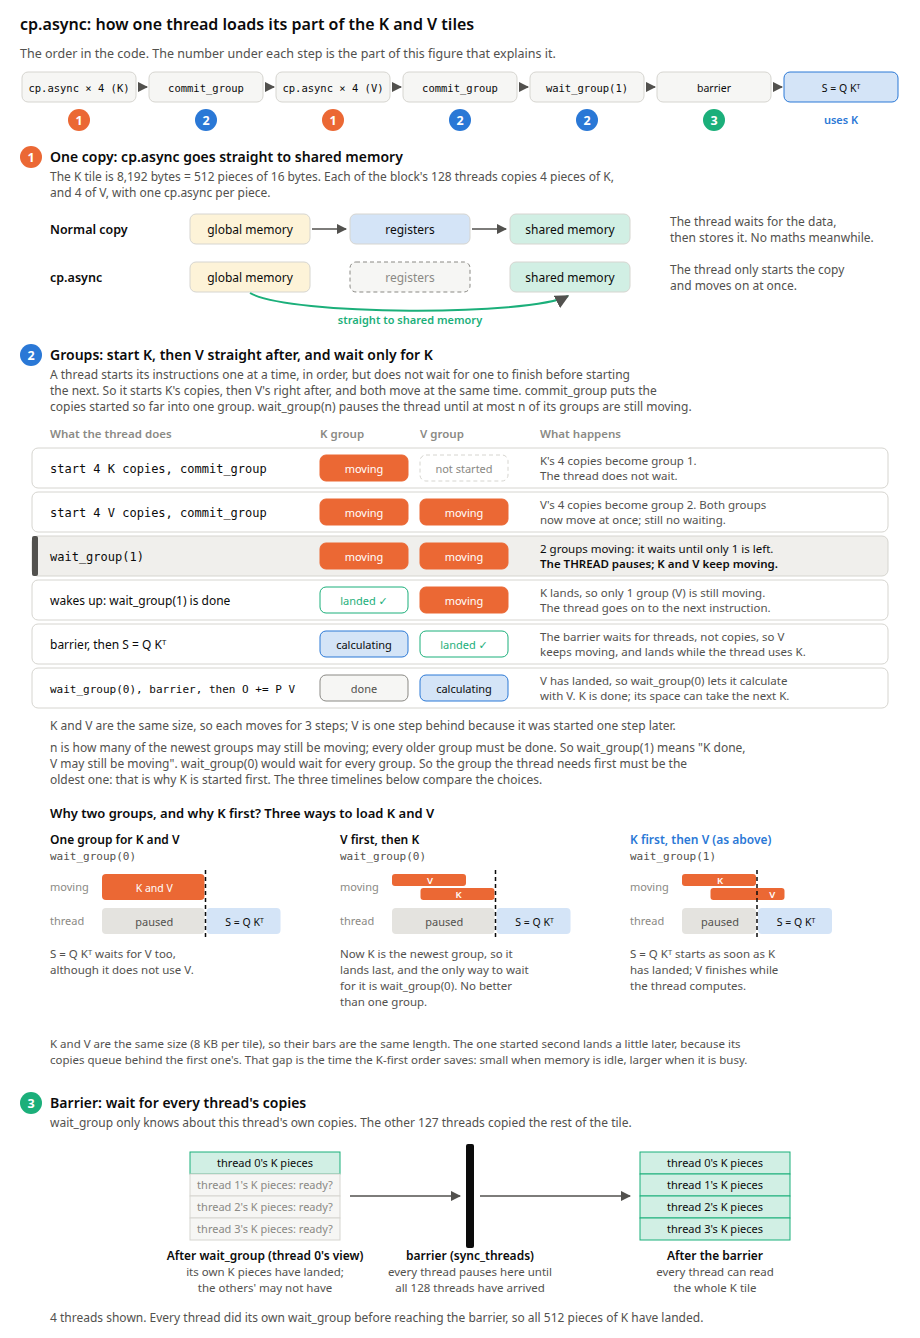 cp.async: how one thread loads its part of the K and V tiles
The order in the code. The number under each step is the part of this figure that explains it.
cp.async × 4 (K)
commit_group
cp.async × 4 (V)
commit_group
wait_group(1)
barrier
S = Q Kᵀ
1
2
1
2
2
3
uses K
1
One copy: cp.async goes straight to shared memory
The K tile is 8,192 bytes = 512 pieces of 16 bytes. Each of the block's 128 threads copies 4 pieces of K,
and 4 of V, with one cp.async per piece.
Normal copy
global memory
registers
shared memory
The thread waits for the data,
then stores it. No maths meanwhile.
cp.async
global memory
registers
shared memory
The thread only starts the copy
and moves on at once.
straight to shared memory
2
Groups: start K, then V straight after, and wait only for K
A thread starts its instructions one at a time, in order, but does not wait for one to finish before starting
the next. So it starts K's copies, then V's right after, and both move at the same time. commit_group puts the
copies started so far into one group. wait_group(n) pauses the thread until at most n of its groups are still moving.
What the thread does
K group
V group
What happens
start 4 K copies, commit_group
moving
not started
K's 4 copies become group 1.
The thread does not wait.
start 4 V copies, commit_group
moving
moving
V's 4 copies become group 2. Both groups
now move at once; still no waiting.
wait_group(1)
moving
moving
2 groups moving: it waits until only 1 is left.
The THREAD pauses; K and V keep moving.
wakes up: wait_group(1) is done
landed ✓
moving
K lands, so only 1 group (V) is still moving.
The thread goes on to the next instruction.
barrier, then S = Q Kᵀ
calculating
landed ✓
The barrier waits for threads, not copies, so V
keeps moving, and lands while the thread uses K.
wait_group(0), barrier, then O += P V
done
calculating
V has landed, so wait_group(0) lets it calculate
with V. K is done; its space can take the next K.
K and V are the same size, so each moves for 3 steps; V is one step behind because it was started one step later.
n is how many of the newest groups may still be moving; every older group must be done. So wait_group(1) means "K done,
V may still be moving". wait_group(0) would wait for every group. So the group the thread needs first must be the
oldest one: that is why K is started first. The three timelines below compare the choices.
Why two groups, and why K first? Three ways to load K and V
One group for K and V
wait_group(0)
moving
K and V
thread
paused
S = Q Kᵀ
S = Q Kᵀ waits for V too,
although it does not use V.
V first, then K
wait_group(0)
moving
V
K
thread
paused
S = Q Kᵀ
Now K is the newest group, so it
lands last, and the only way to wait
for it is wait_group(0). No better
than one group.
K first, then V (as above)
wait_group(1)
moving
K
V
thread
paused
S = Q Kᵀ
S = Q Kᵀ starts as soon as K
has landed; V finishes while
the thread computes.
K and V are the same size (8 KB per tile), so their bars are the same length. The one started second lands a little later, because its
copies queue behind the first one's. That gap is the time the K-first order saves: small when memory is idle, larger when it is busy.
3
Barrier: wait for every thread's copies
wait_group only knows about this thread's own copies. The other 127 threads copied the rest of the tile.
thread 0's K pieces
thread 1's K pieces: ready?
thread 2's K pieces: ready?
thread 3's K pieces: ready?
After wait_group (thread 0's view)
its own K pieces have landed;
the others' may not have
barrier (sync_threads)
every thread pauses here until
all 128 threads have arrived
thread 0's K pieces
thread 1's K pieces
thread 2's K pieces
thread 3's K pieces
After the barrier
every thread can read
the whole K tile
4 threads shown. Every thread did its own wait_group before reaching the barrier, so all 512 pieces of K have landed.